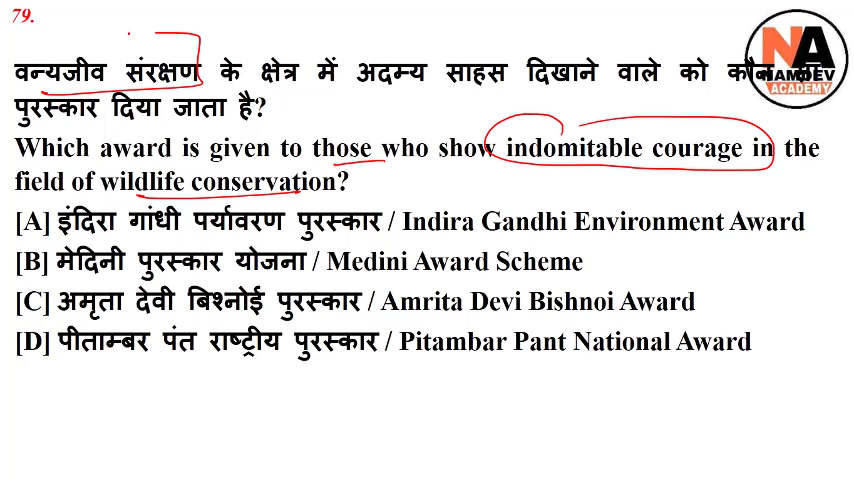 79.
NA
NAMDEV
ACADEMY
वन्यजीव संरक्षण के क्षेत्र में अदम्य साहस दिखाने वाले को कौन सा
पुरस्कार दिया जाता है?
Which award is given to those who show indomitable courage in the
field of wildlife conservation?
[A] इंदिरा गांधी पर्यावरण पुरस्कार / Indira Gandhi Environment Award
[B] मेदिनी पुरस्कार योजना / Medini Award Scheme
[C] अमृता देवी बिश्नोई पुरस्कार / Amrita Devi Bishnoi Award
[D] पीताम्बर पंत राष्ट्रीय पुरस्कार / Pitambar Pant National Award